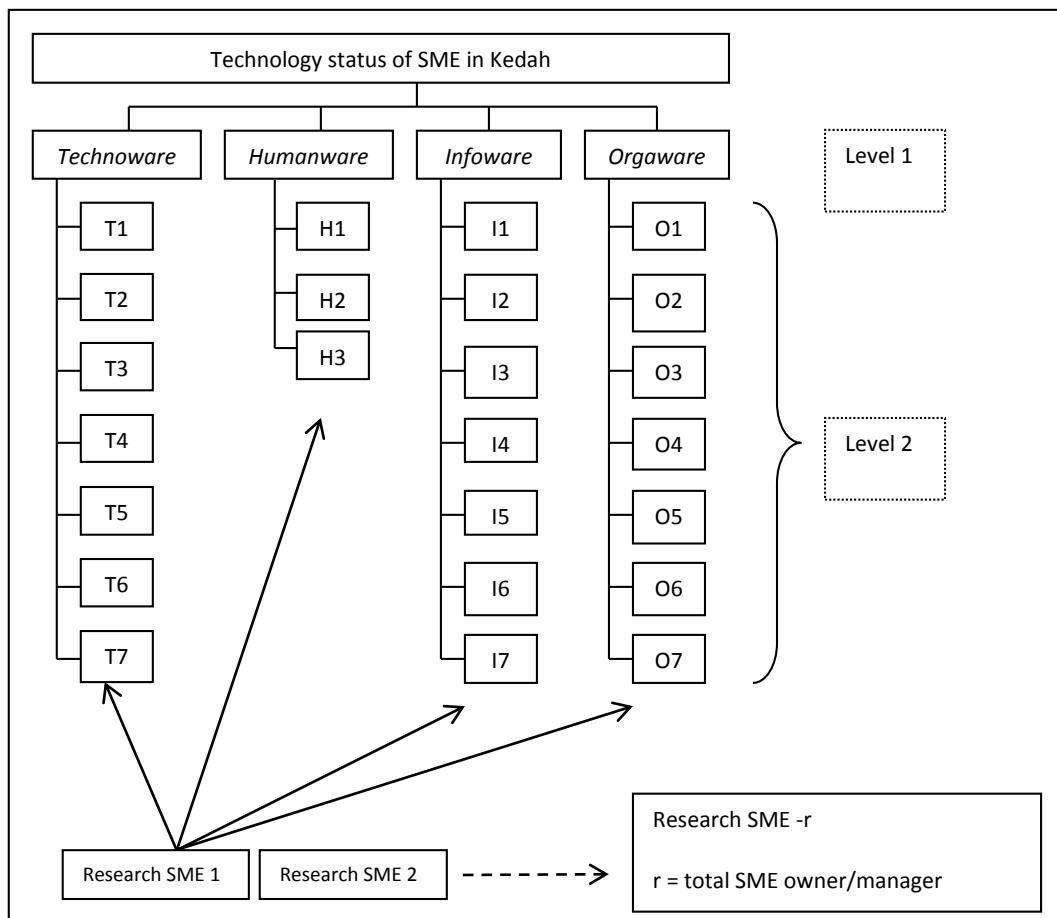 Technology status of SME in Kedah
Technoware Humanware Infoware Orgaware
Level 1
T1 H1 I1 O1
T2 H2 I2 O2
T3 H3 I3 O3
T4 I4 O4
Level 2
T5 I5 O5
T6 I6 O6
T7 I7 O7
Research SME 1 Research SME 2
Research SME -r
r = total SME owner/manager